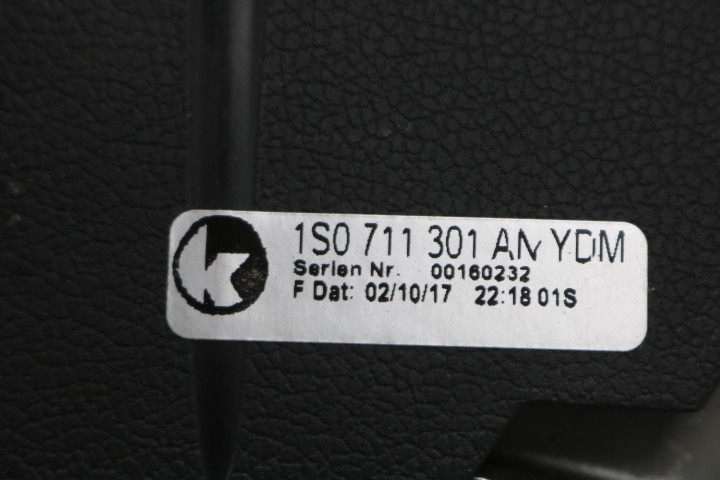 k
1S0 711 301 AN YDM
Serien Nr. 00160232
F Dat: 02/10/17 22:18 01S